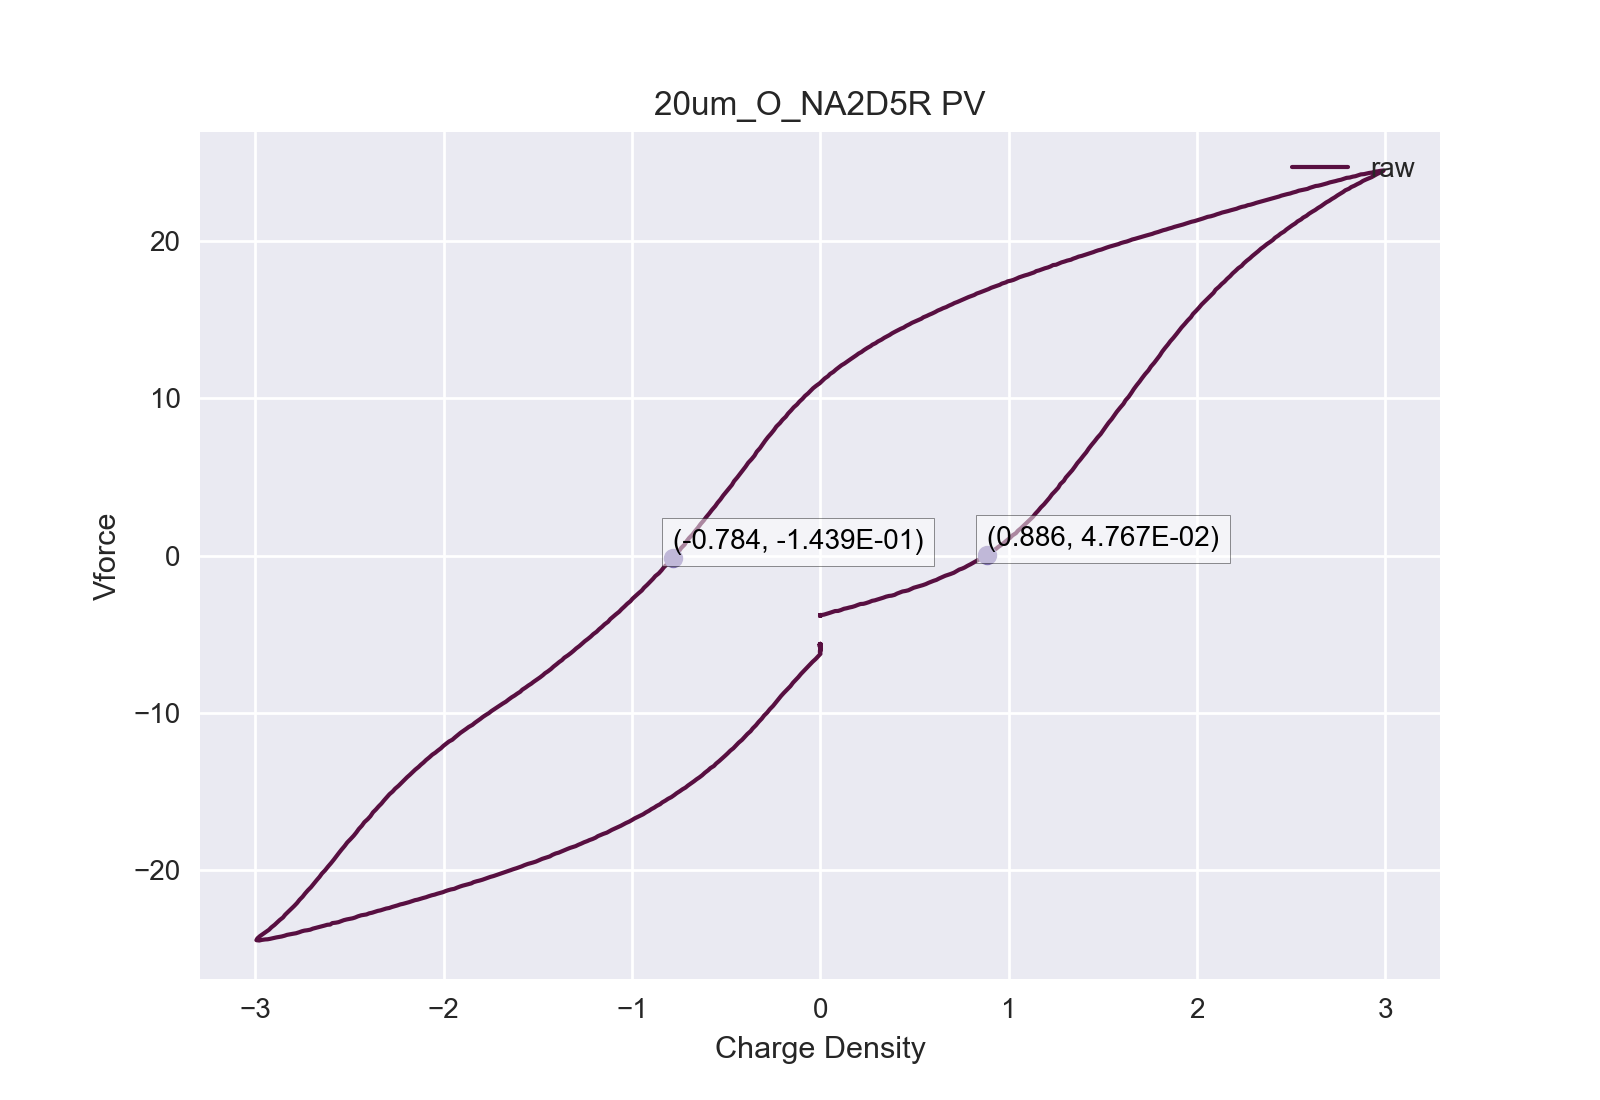 20um_O_NA2D5R PV
raw
20
10
0
−10
−20
Vforce
(-0.784, -1.439E-01)
(0.886, 4.767E-02)
−3
−2
−1
0
1
2
3
Charge Density